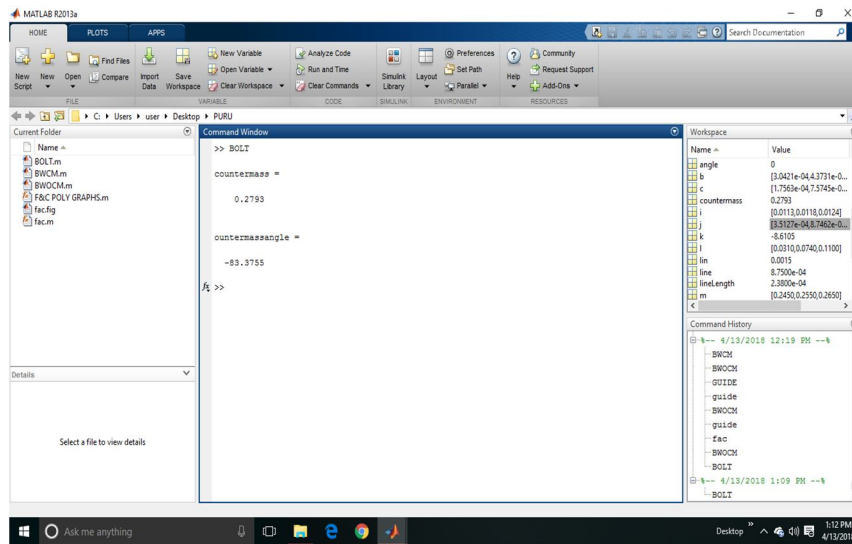 MATLAB R2013a
HOME PLOTS APPS
Search Documentation
New Script
New
Open
Find Files
Compare
Import Data
Save Workspace
New Variable
Open Variable
Clear Workspace
Analyze Code
Run and Time
Clear Commands
Simulink Library
Layout
Preferences
Set Path
Parallel
Help
Community
Request Support
Add-Ons
FILE VARIABLE CODE SIMULINK ENVIRONMENT RESOURCES
C: Users user Desktop PURU
Current Folder
Name
BOLT.m
BWCM.m
BWOCM.m
F&C POLY GRAPHS.m
fac.fig
fac.m
Details
Select a file to view details
Command Window
>> BOLT
countermass =
0.2793
ountermassangle =
-83.3755
fx >>
Workspace
Name Value
angle 0
b [3.0421e-04,4.3731e-0...
c [1.7563e-04,7.5745e-0...
countermass 0.2793
i [0.0113,0.0118,0.0124]
j [3.5127e-04,8.7462e-0...
k -8.6105
l [0.0310,0.0740,0.1100]
lin 0.0015
line 8.7500e-04
lineLength 2.3800e-04
m [0.2450,0.2550,0.2650]
Command History
%-- 4/13/2018 12:19 PM --%
BWCM
BWOCM
GUIDE
guide
BWOCM
guide
fac
BWOCM
BOLT
%-- 4/13/2018 1:09 PM --%
BOLT
Ask me anything
Desktop
1:12 PM
4/13/201